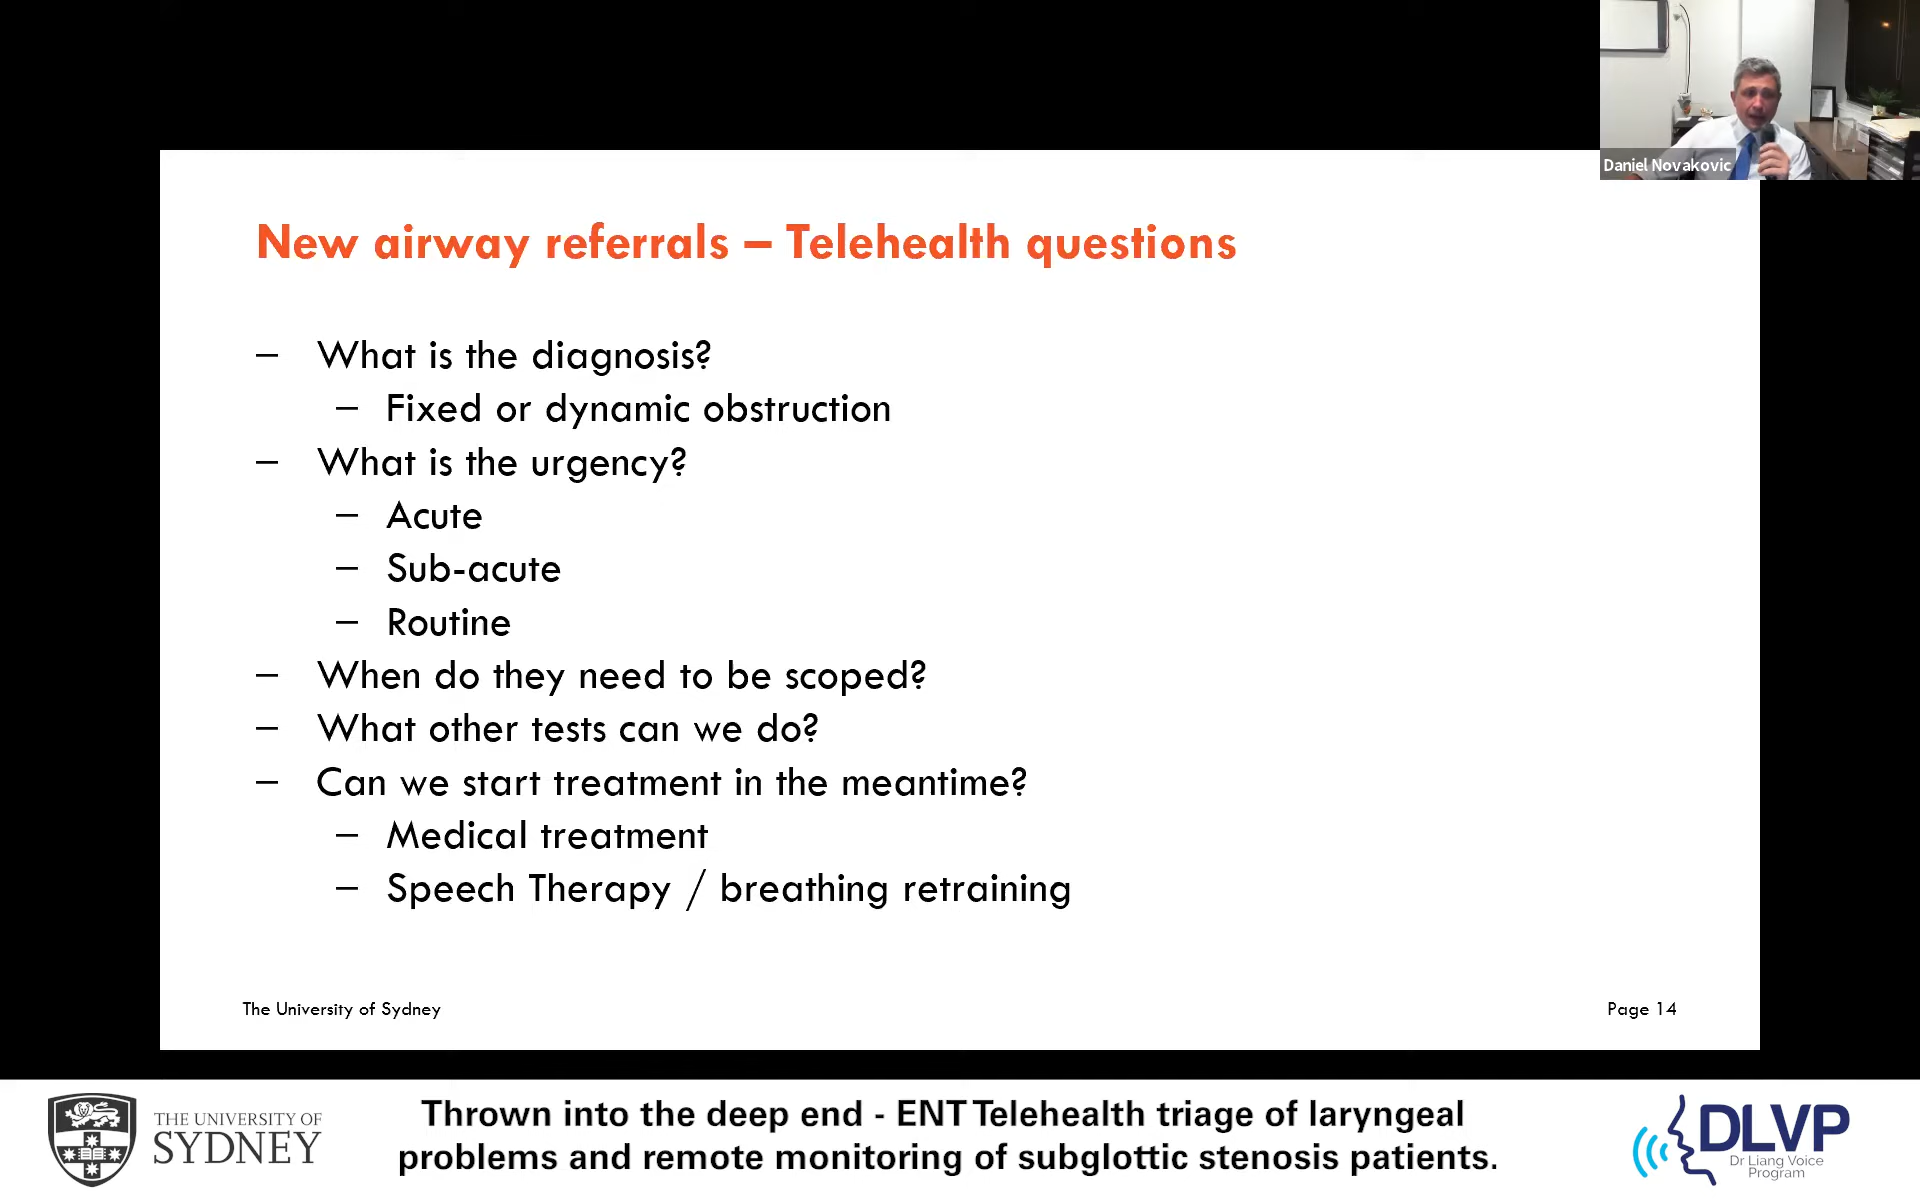 Daniel Novakovic
New airway referrals – Telehealth questions
– What is the diagnosis?
– Fixed or dynamic obstruction
– What is the urgency?
– Acute
– Sub-acute
– Routine
– When do they need to be scoped?
– What other tests can we do?
– Can we start treatment in the meantime?
– Medical treatment
– Speech Therapy / breathing retraining
The University of Sydney
Page 14
THE UNIVERSITY OF
SYDNEY
Thrown into the deep end - ENT Telehealth triage of laryngeal
problems and remote monitoring of subglottic stenosis patients.
DLVP
Dr Liang Voice
Program